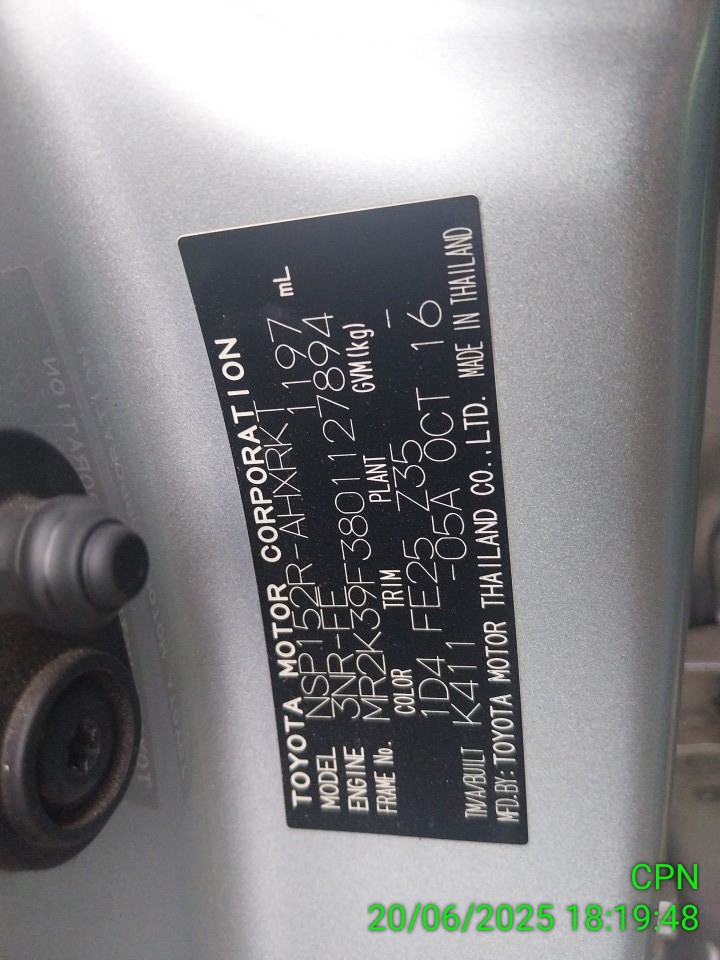 TOYOTA MOTOR CORPORATION
MODEL NSP152R-AHXRKT
ENGINE 3NR-FE 1197 mL
FRAME No. MR2K39F3801127894
COLOR TRIM PLANT GVM(kg)
1D4 FE25 Z35 —
TM/A/BUILT K411 -05A OCT 16
MFD.BY: TOYOTA MOTOR THAILAND CO.,LTD. MADE IN THAILAND
CPN
20/06/2025 18:19:48